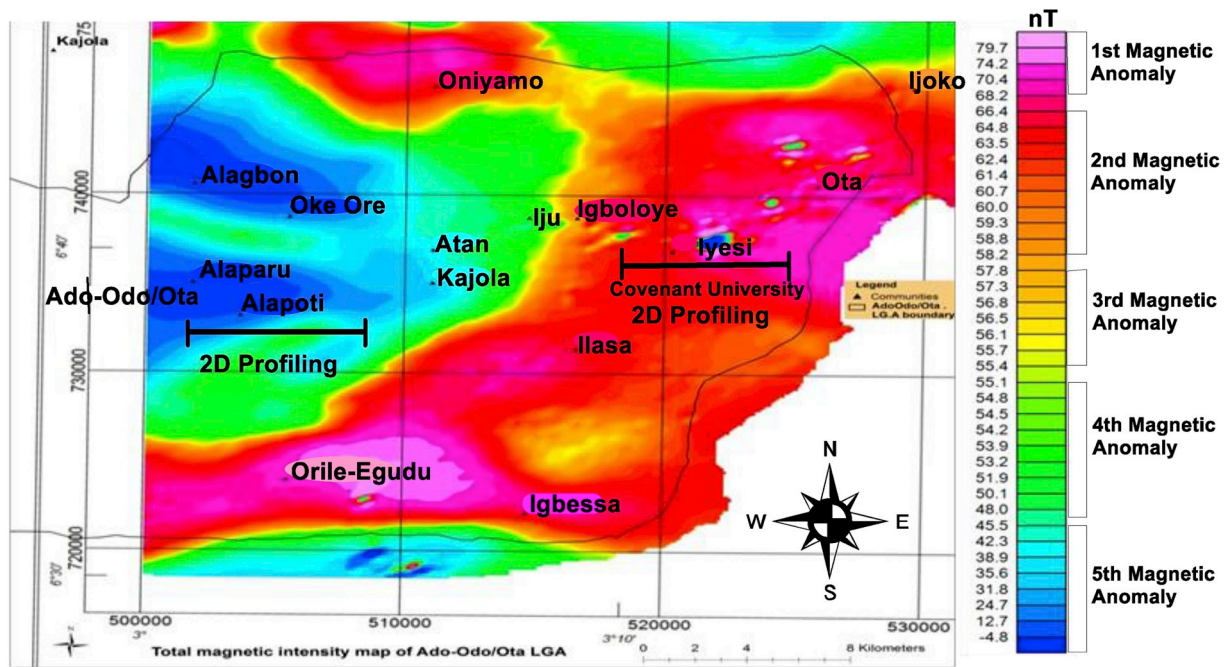 nT
Kajola
75
79.7
74.2
70.4
68.2
66.4
64.8
63.5
62.4
61.4
60.7
60.0
59.3
58.8
58.2
57.8
57.3
56.8
56.5
56.1
55.7
55.4
55.1
54.8
54.5
54.2
53.9
53.2
51.9
50.1
48.0
45.5
42.3
38.9
35.6
31.8
24.7
12.7
-4.8
1st Magnetic
Anomaly
2nd Magnetic
Anomaly
3rd Magnetic
Anomaly
4th Magnetic
Anomaly
5th Magnetic
Anomaly
Oniyamo
Ijoko
Alagbon
Ota
740000
Oke Ore
Iju
Igboloye
6°40'
Atan
Iyesi
Alaparu
Kajola
Ado-Odo/Ota
Alapoti
Covenant University
2D Profiling
Legend
Communities
AdoOdo/Ota .
LG.A boundary
2D Profiling
Ilasa
730000
Orile-Egudu
Igbessa
N
W
E
S
720000
6°30'
500000
510000
520000
530000
3°
3°10'
Total magnetic intensity map of Ado-Odo/Ota LGA
0 2 4 8 Kilometers